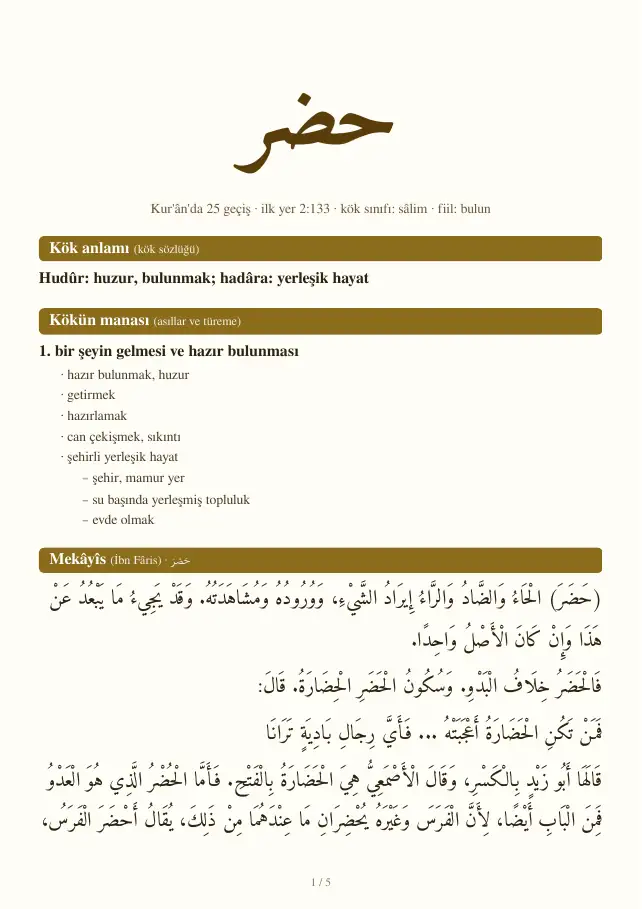 حضر
Kur'ân'da 25 geçiş · ilk yer 2:133 · kök sınıfı: sâlim · fiil: bulun
Kök anlamı (kök sözlüğü)
Hudûr: huzur, bulunmak; hadâra: yerleşik hayat
Kökün manası (asıllar ve türeme)
1. bir şeyin gelmesi ve hazır bulunması
· hazır bulunmak, huzur
· getirmek
· hazırlamak
· can çekişmek, sıkıntı
· şehirli yerleşik hayat
– şehir, mamur yer
– su başında yerleşmiş topluluk
– evde olmak
Mekâyîs (İbn Fâris) · حَضَرَ
(حَضَرَ) الْحَاءُ وَالضَّادُ وَالرَّاءُ إِيرَادُ الشَّيْءِ، وَوُرُودُهُ وَمُشَاهَدَتُهُ. وَقَدْ يَجِيءُ مَا يَبْعُدُ عَنْ
هَذَا وَإِنْ كَانَ الْأَصْلُ وَاحِدًا.
فَالْحَضَرُ خِلَافُ الْبَدْوِ. وَسُكُونُ الْحَضَرِ الْحِضَارَةُ. قَالَ:
فَمَنْ تَكُنِ الْحَضَارَةُ أَعْجَبَتْهُ ... فَأَيَّ رِجَالِ بَادِيَةٍ تَرَانَا
قَالَهَا أَبُو زَيْدٍ بِالْكَسْرِ، وَقَالَ الْأَصْمَعِيُّ هِيَ الْحَضَارَةُ بِالْفَتْحِ. فَأَمَّا الْحُضْرُ الَّذِي هُوَ الْعَدْوُ
فَمِنَ الْبَابِ أَيْضًا، لِأَنَّ الْفَرَسَ وَغَيْرَهُ يُحْضِرَانِ مَا عِنْدَهُمَا مِنْ ذَلِكَ، يُقَالُ أَحْضَرَ الْفَرَسُ،
1 / 5